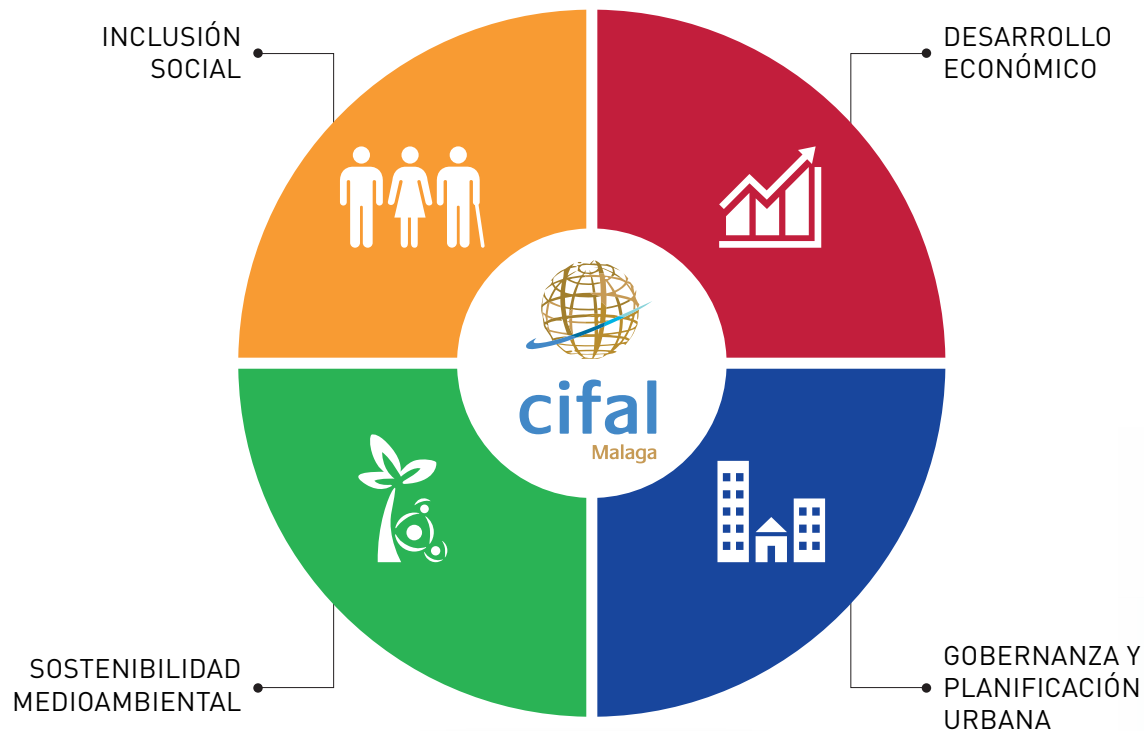 INCLUSIÓN
SOCIAL
DESARROLLO
ECONÓMICO
cifal
Malaga
SOSTENIBILIDAD
MEDIOAMBIENTAL
GOBERNANZA Y
PLANIFICACIÓN
URBANA